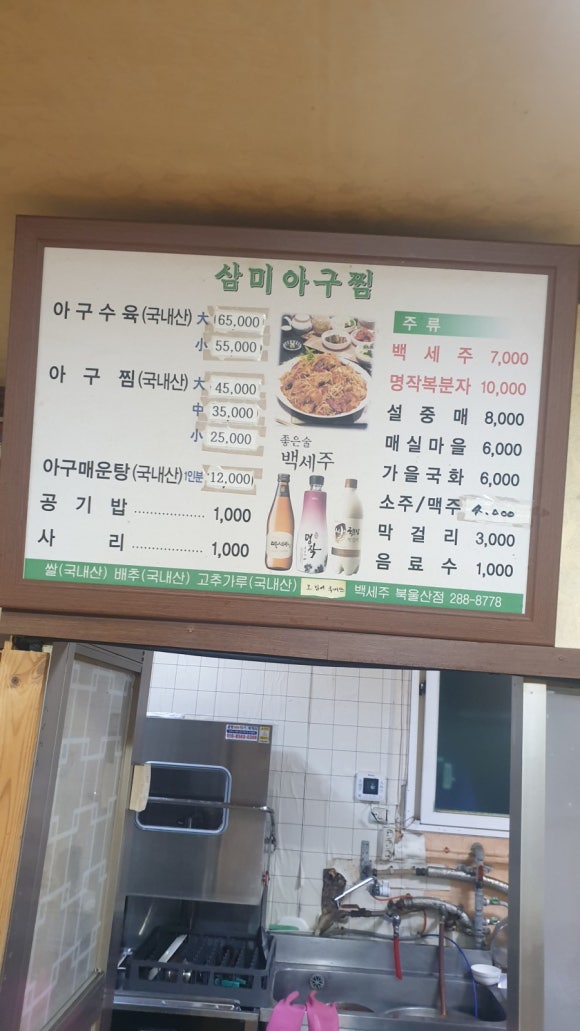 삼미아구찜
아구수육(국내산) 大 65,000
小 55,000
아구찜(국내산) 大 45,000
中 35,000
小 25,000
아구매운탕(국내산) 1인분 12,000
공기밥 .................. 1,000
사리 .................. 1,000
좋은술
백세주
주류
백세주 7,000
명작복분자 10,000
설중매 8,000
매실마을 6,000
가을국화 6,000
소주/맥주 4,000
막걸리 3,000
음료수 1,000
쌀(국내산) 배추(국내산) 고추가루(국내산)
백세주 북울산점 288-8778